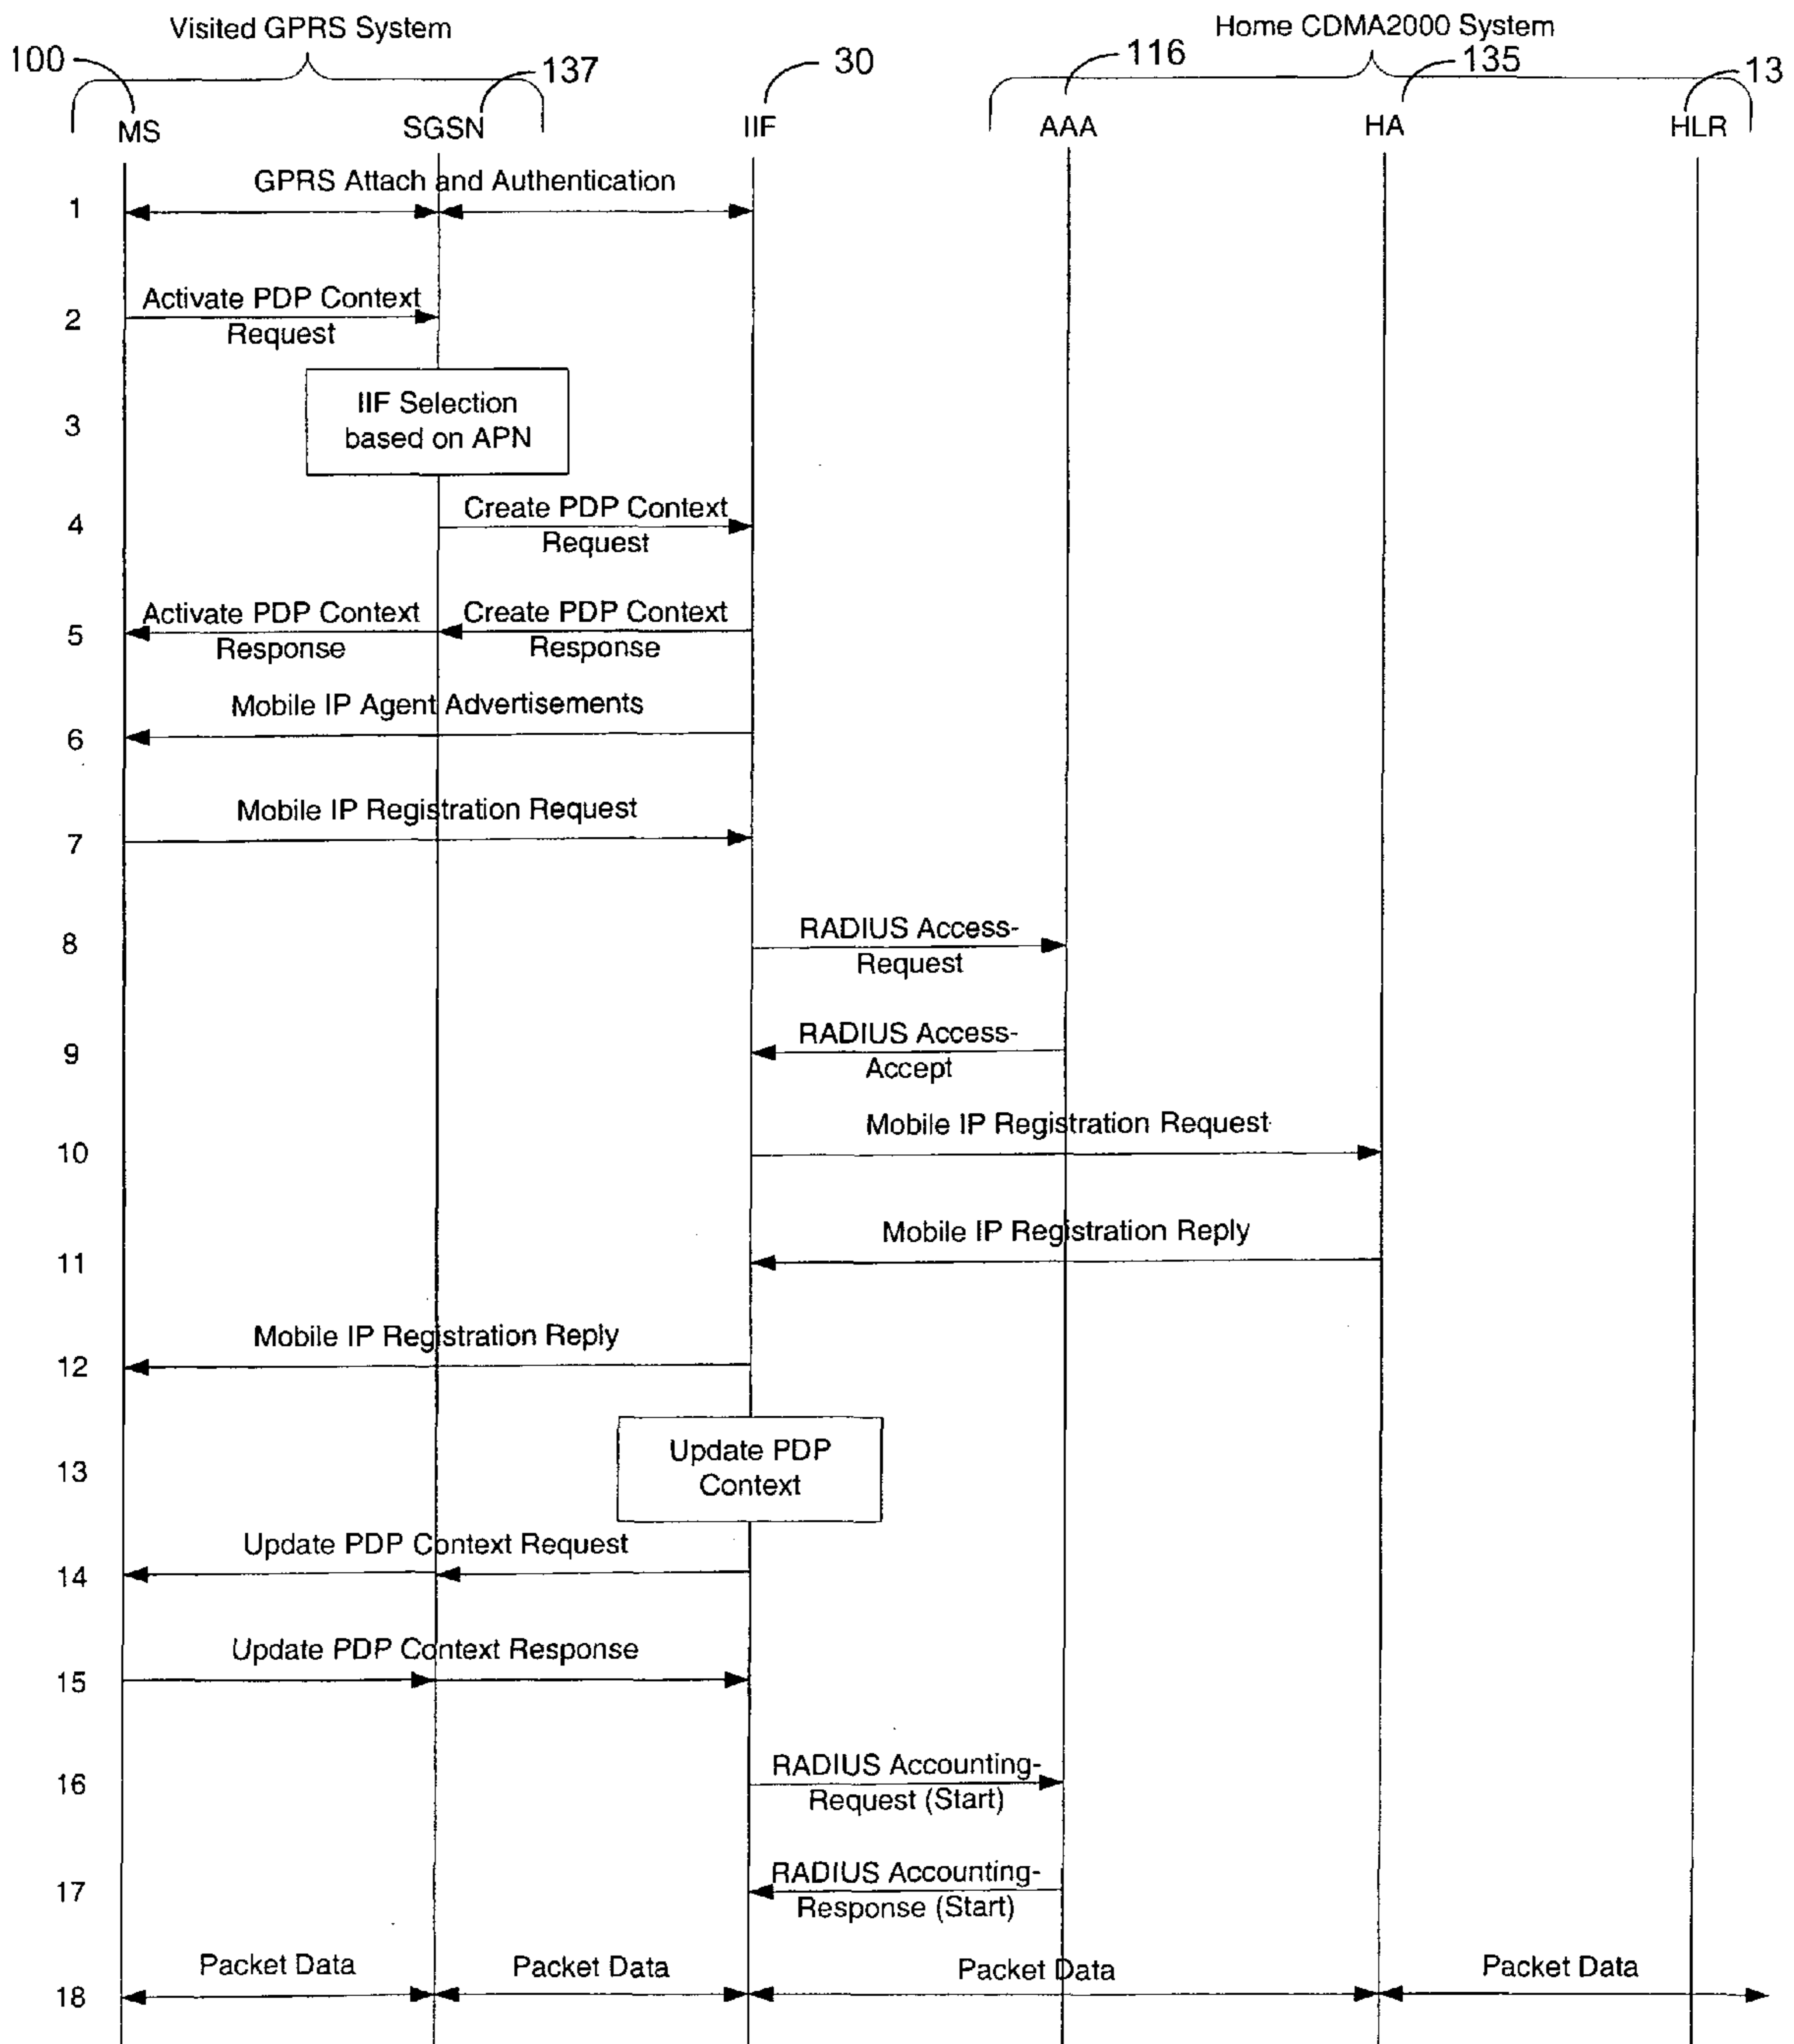 Visited GPRS System
Home CDMA2000 System
100
137
30
116
135
13
MS
SGSN
IIF
AAA
HA
HLR
GPRS Attach and Authentication
1
Activate PDP Context
2
Request
IIF Selection
3
based on APN
Create PDP Context
4
Request
Activate PDP Context
Create PDP Context
5
Response
Response
Mobile IP Agent Advertisements
6
Mobile IP Registration Request
7
RADIUS Access-
8
Request
RADIUS Access-
9
Accept
Mobile IP Registration Request
10
Mobile IP Registration Reply
11
Mobile IP Registration Reply
12
Update PDP
13
Context
Update PDP Context Request
14
Update PDP Context Response
15
RADIUS Accounting-
16
Request (Start)
RADIUS Accounting-
17
Response (Start)
Packet Data
Packet Data
Packet Data
Packet Data
18